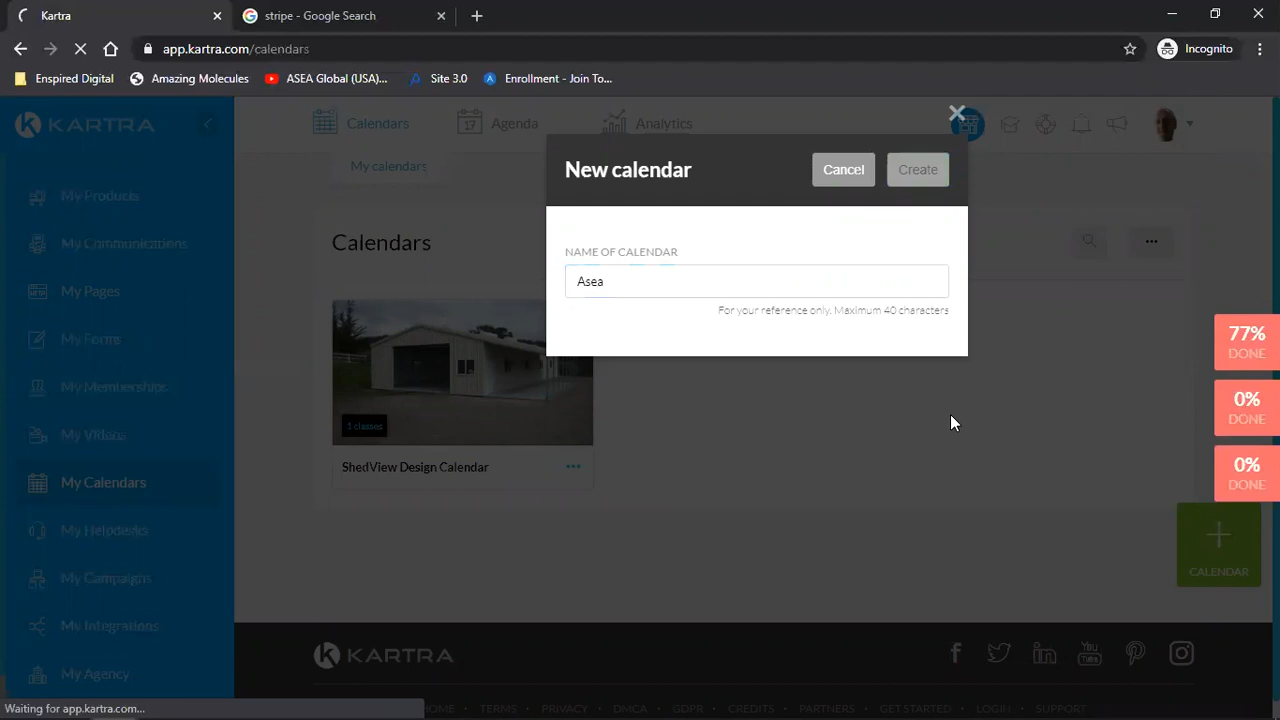 Kartra
stripe - Google Search
app.kartra.com/calendars
Incognito
Enspired Digital
Amazing Molecules
ASEA Global (USA)...
Site 3.0
Enrollment - Join To...
KARTRA
Calendars
Agenda
Analytics
My calendars
New calendar
Cancel
Create
NAME OF CALENDAR
Asea
For your reference only. Maximum 40 characters
My Products
My Communications
My Pages
My Forms
My Memberships
My Videos
My Calendars
My Helpdesks
My Campaigns
My Integrations
My Agency
Calendars
1 classes
ShedView Design Calendar
77%
DONE
0%
DONE
0%
DONE
CALENDAR
KARTRA
HOME
TERMS
PRIVACY
DMCA
GDPR
CREDITS
PARTNERS
GET STARTED
LOGIN
SUPPORT
Waiting for app.kartra.com...